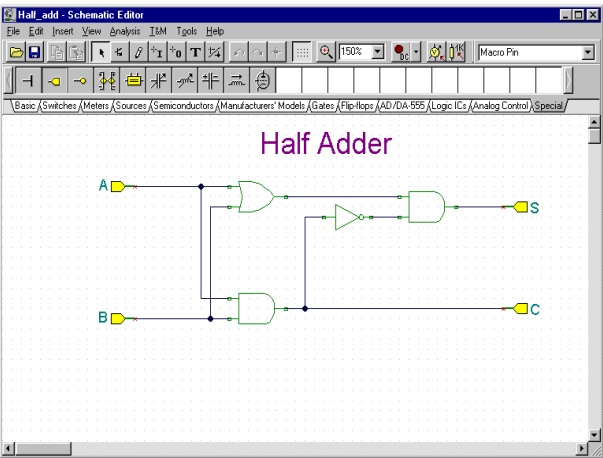 Half_add - Schematic Editor
File Edit Insert View Analysis T&M Tools Help
T 150% DC Macro Pin
Basic Switches Meters Sources Semiconductors Manufacturers' Models Gates Flip-flops AD/DA-555 Logic ICs Analog Control Special
Half Adder
A
S
B
C